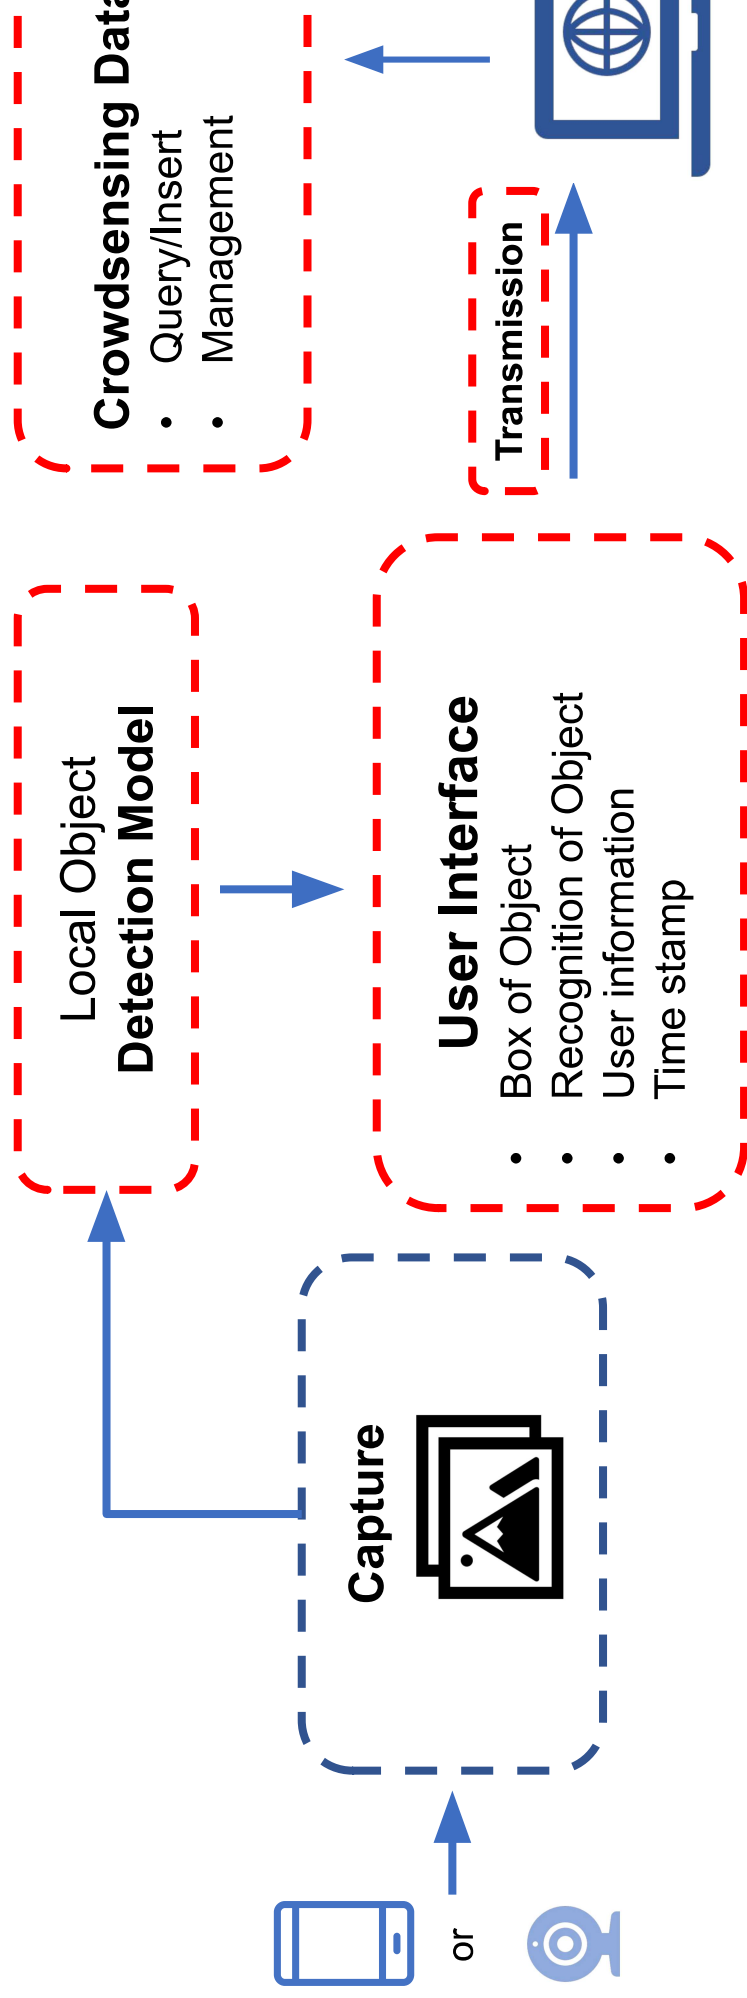 or
Capture
Local Object
Detection Model
User Interface
• Box of Object
• Recognition of Object
• User information
• Time stamp
Transmission
Crowdsensing Data
• Query/Insert
• Management